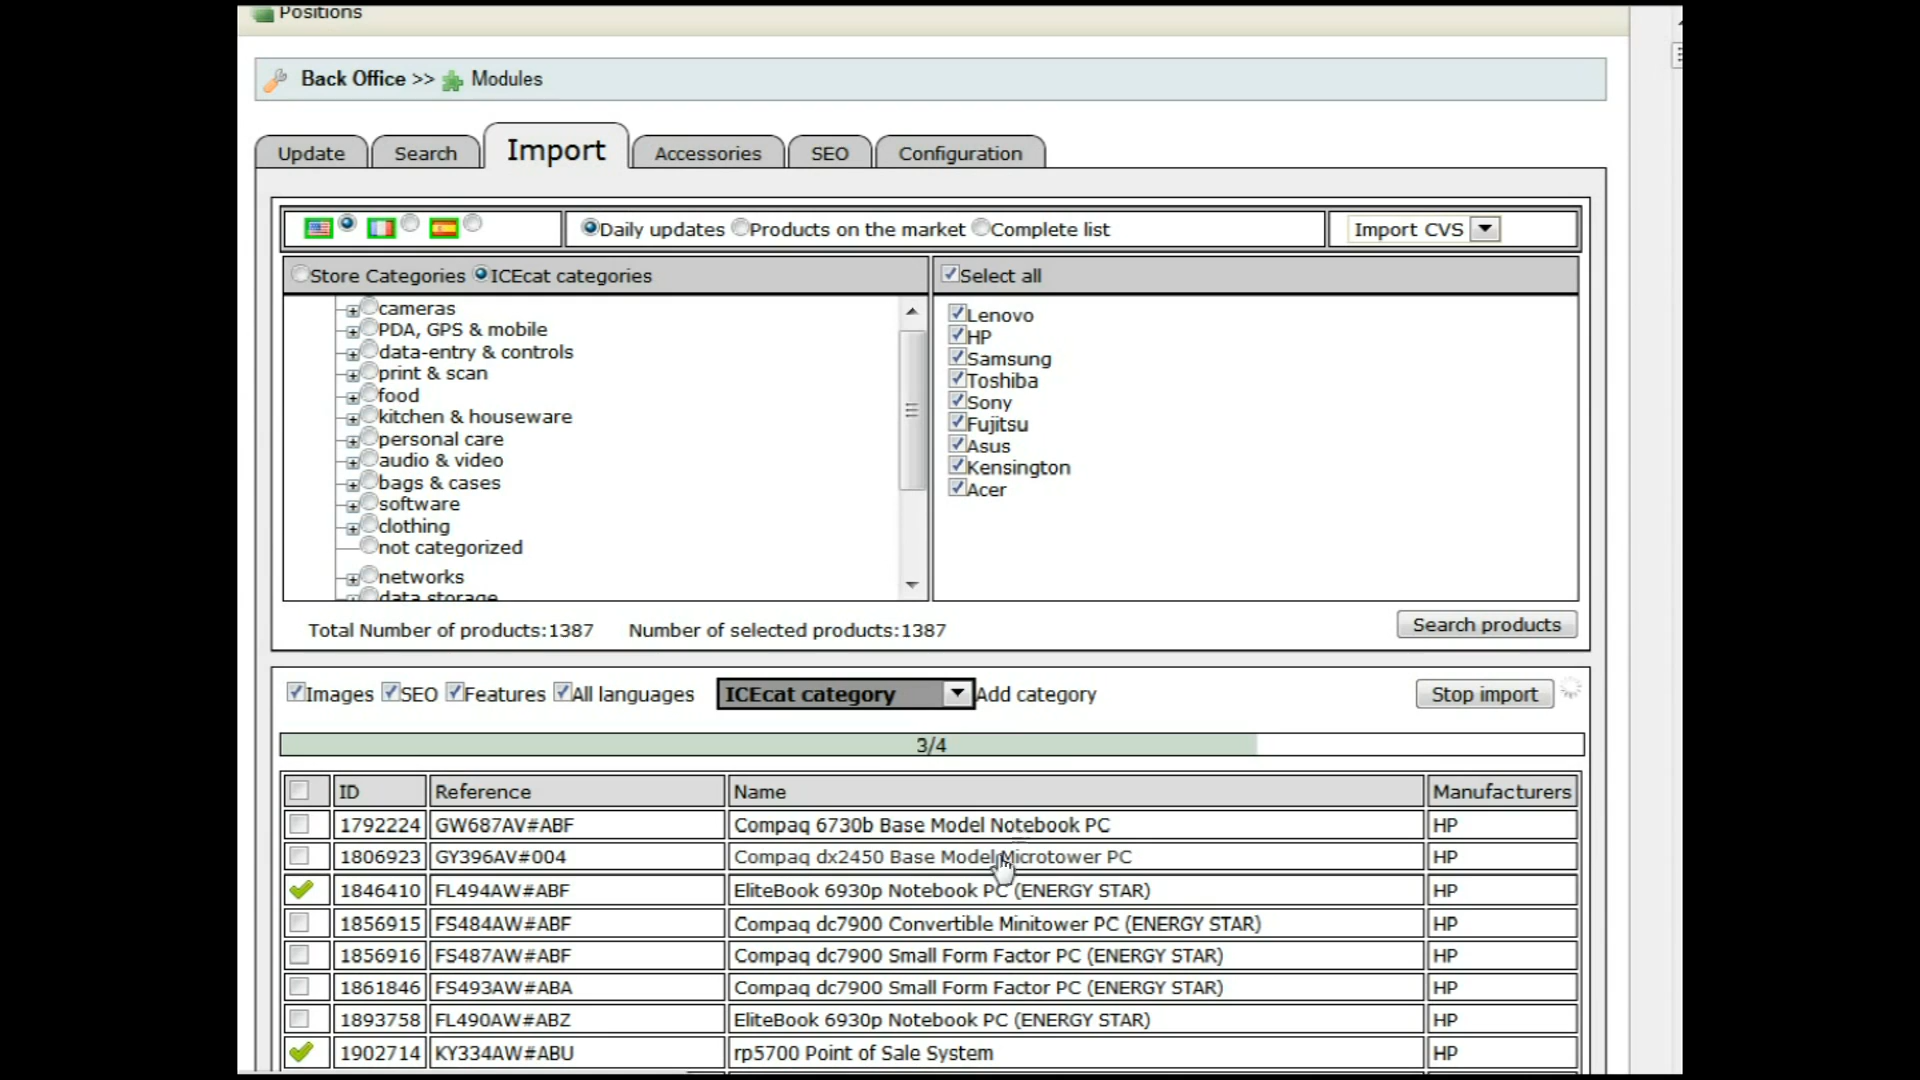 Positions
Back Office >> Modules
Update Search Import Accessories SEO Configuration
Daily updates Products on the market Complete list Import CVS
Store Categories ICEcat categories Select all
cameras
PDA, GPS & mobile
data-entry & controls
print & scan
food
kitchen & houseware
personal care
audio & video
bags & cases
software
clothing
not categorized
networks
data storage
Lenovo
HP
Samsung
Toshiba
Sony
Fujitsu
Asus
Kensington
Acer
Total Number of products:1387 Number of selected products:1387 Search products
Images SEO Features All languages ICEcat category Add category Stop import
3/4
ID Reference Name Manufacturers
1792224 GW687AV#ABF Compaq 6730b Base Model Notebook PC HP
1806923 GY396AV#004 Compaq dx2450 Base Model Microtower PC HP
1846410 FL494AW#ABF EliteBook 6930p Notebook PC (ENERGY STAR) HP
1856915 FS484AW#ABF Compaq dc7900 Convertible Minitower PC (ENERGY STAR) HP
1856916 FS487AW#ABF Compaq dc7900 Small Form Factor PC (ENERGY STAR) HP
1861846 FS493AW#ABA Compaq dc7900 Small Form Factor PC (ENERGY STAR) HP
1893758 FL490AW#ABZ EliteBook 6930p Notebook PC (ENERGY STAR) HP
1902714 KY334AW#ABU rp5700 Point of Sale System HP